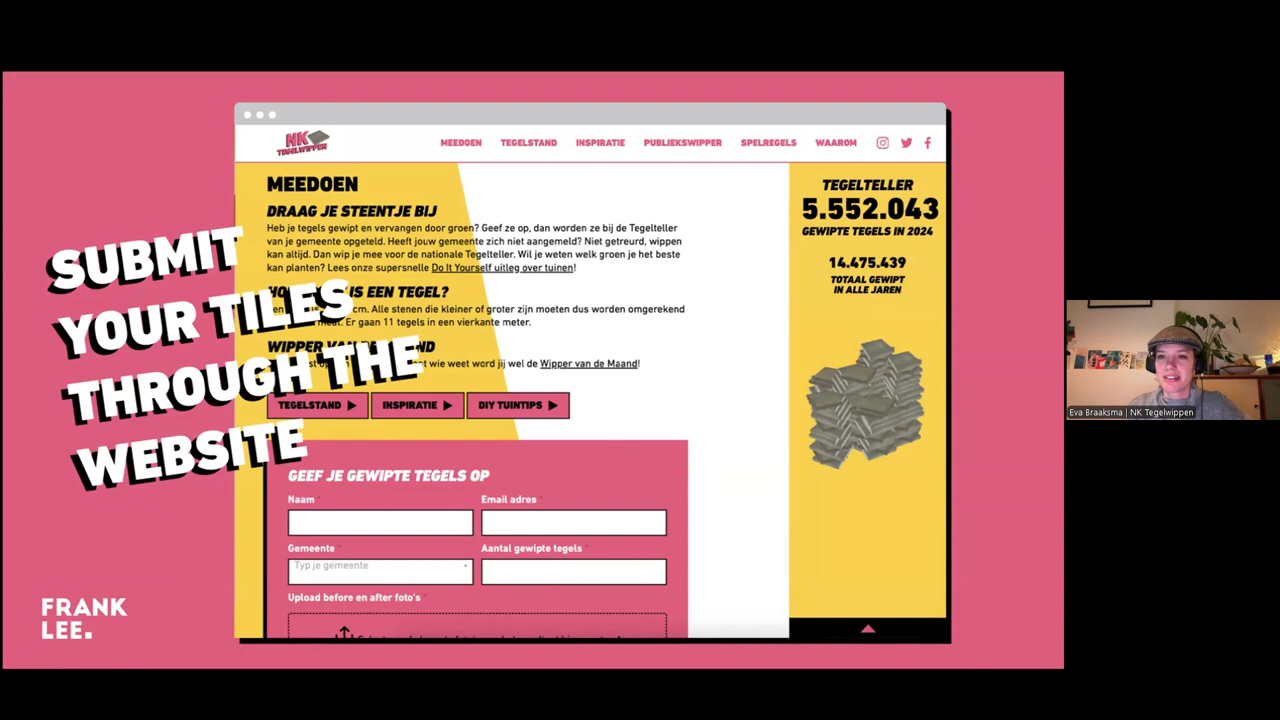 NK
TEGELWIPPEN
MEEDOEN TEGELSTAND INSPIRATIE PUBLIEKSWIPPER SPELREGELS WAAROM
MEEDOEN
DRAAG JE STEENTJE BIJ
Heb je tegels gewipt en vervangen door groen? Geef ze op, dan worden ze bij de Tegelteller
van je gemeente opgeteld. Heeft jouw gemeente zich niet aangemeld? Niet getreurd, wippen
kan altijd. Dan wip je mee voor de nationale Tegelteller. Wil je weten welk groen je het beste
kan planten? Lees onze supersnelle Do It Yourself uitleg over tuinen!
IS EEN TEGEL?
cm. Alle stenen die kleiner of groter zijn moeten dus worden omgerekend
Er gaan 11 tegels in een vierkante meter.
WIPPER
wie weet word jij wel de Wipper van de Maand!
TEGELSTAND ▶ INSPIRATIE ▶ DIY TUINTIPS ▶
GEEF JE GEWIPTE TEGELS OP
Naam * Email adres *
Gemeente * Aantal gewipte tegels *
Typ je gemeente
Upload before en after foto's *
TEGELTELLER
5.552.043
GEWIPTE TEGELS IN 2024
14.475.439
TOTAAL GEWIPT
IN ALLE JAREN
SUBMIT
YOUR TILES
THROUGH THE
WEBSITE
FRANK
LEE.
Eva Braaksma | NK Tegelwippen